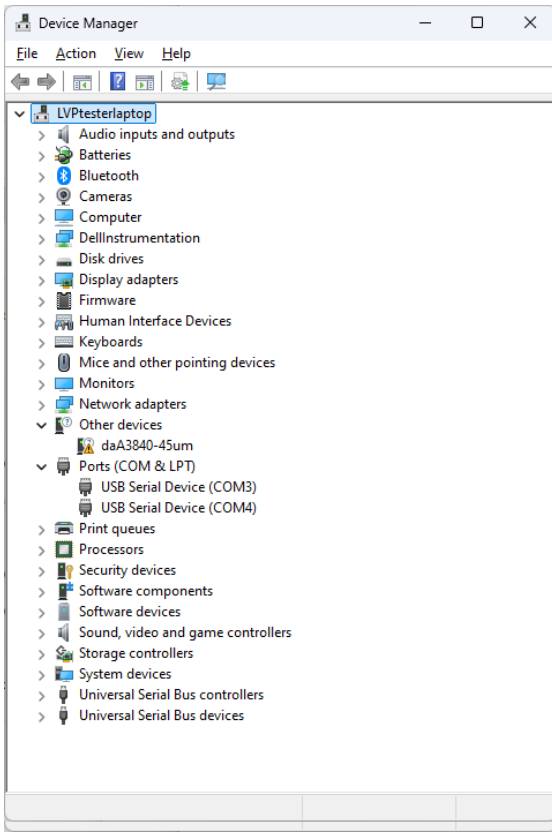 Device Manager
File Action View Help
LVPtesterlaptop
Audio inputs and outputs
Batteries
Bluetooth
Cameras
Computer
DellInstrumentation
Disk drives
Display adapters
Firmware
Human Interface Devices
Keyboards
Mice and other pointing devices
Monitors
Network adapters
Other devices
daA3840-45um
Ports (COM & LPT)
USB Serial Device (COM3)
USB Serial Device (COM4)
Print queues
Processors
Security devices
Software components
Software devices
Sound, video and game controllers
Storage controllers
System devices
Universal Serial Bus controllers
Universal Serial Bus devices